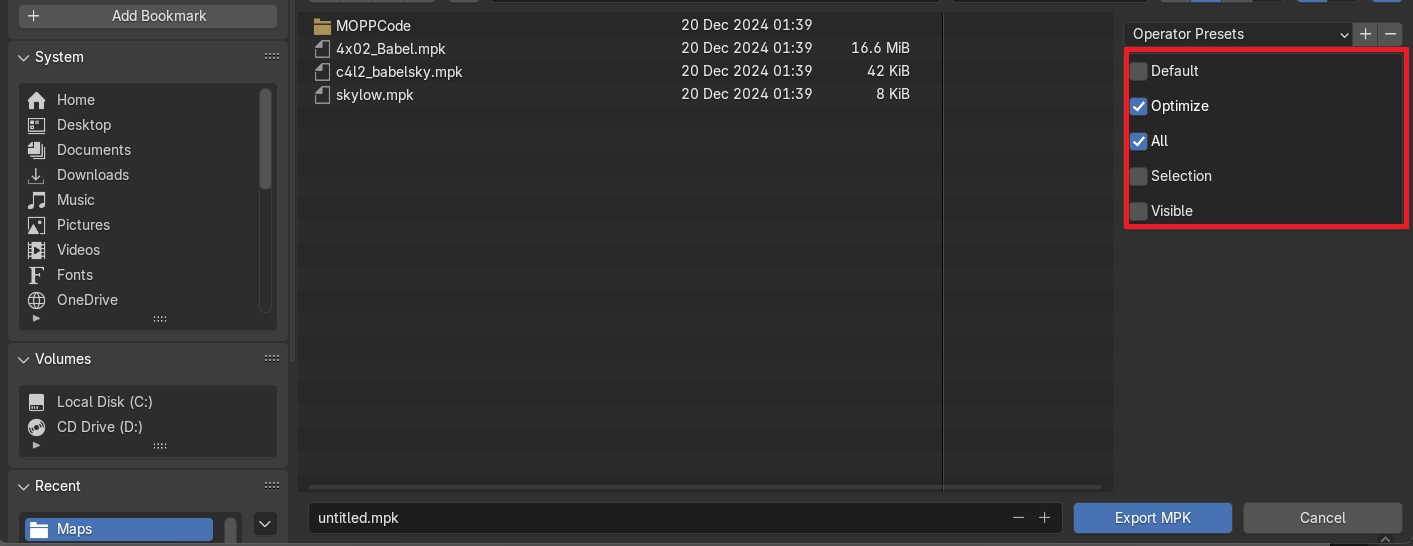 Add Bookmark
System
Home
Desktop
Documents
Downloads
Music
Pictures
Videos
Fonts
OneDrive
Volumes
Local Disk (C:)
CD Drive (D:)
Recent
Maps
MOPPCode 20 Dec 2024 01:39
4x02_Babel.mpk 20 Dec 2024 01:39 16.6 MiB
c4l2_babelsky.mpk 20 Dec 2024 01:39 42 KiB
skylow.mpk 20 Dec 2024 01:39 8 KiB
untitled.mpk
Operator Presets
Default
Optimize
All
Selection
Visible
Export MPK
Cancel